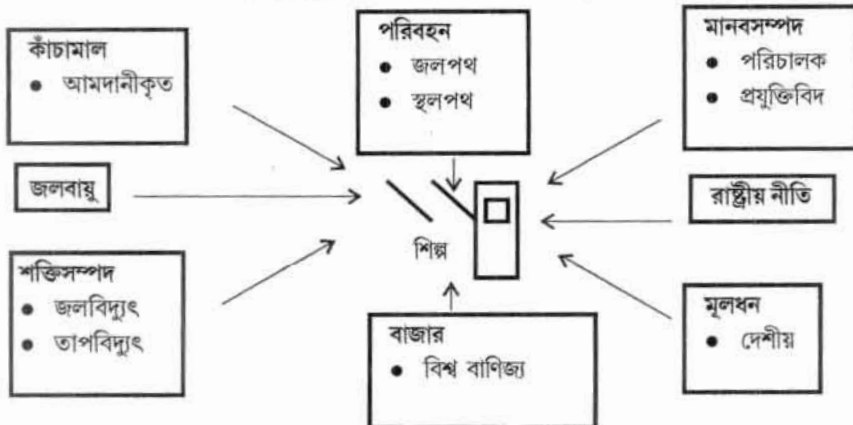 কাঁচামাল
● আমদানীকৃত
পরিবহন
● জলপথ
● স্থলপথ
মানবসম্পদ
● পরিচালক
● প্রযুক্তিবিদ
জলবায়ু
শিল্প
রাষ্ট্রীয় নীতি
শক্তিসম্পদ
● জলবিদ্যুৎ
● তাপবিদ্যুৎ
বাজার
● বিশ্ব বাণিজ্য
মূলধন
● দেশীয়